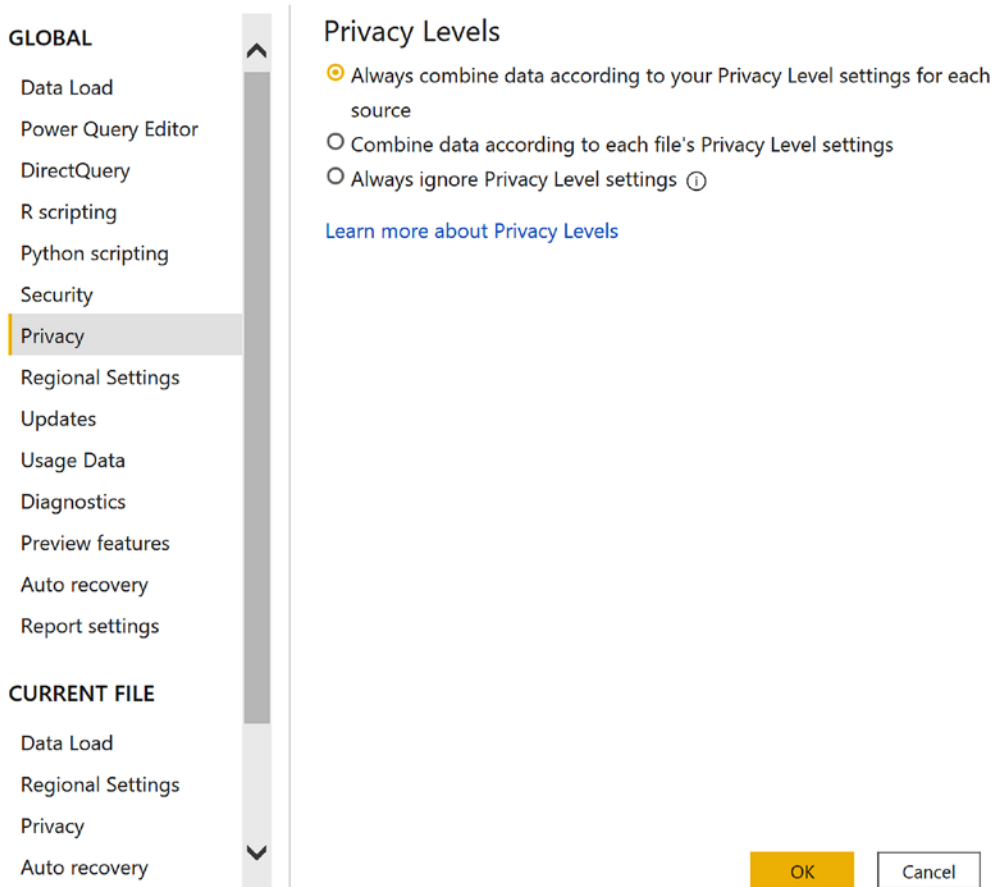 GLOBAL
Data Load
Power Query Editor
DirectQuery
R scripting
Python scripting
Security
Privacy
Regional Settings
Updates
Usage Data
Diagnostics
Preview features
Auto recovery
Report settings
CURRENT FILE
Data Load
Regional Settings
Privacy
Auto recovery
Privacy Levels
Always combine data according to your Privacy Level settings for each
source
Combine data according to each file's Privacy Level settings
Always ignore Privacy Level settings
Learn more about Privacy Levels
OK
Cancel